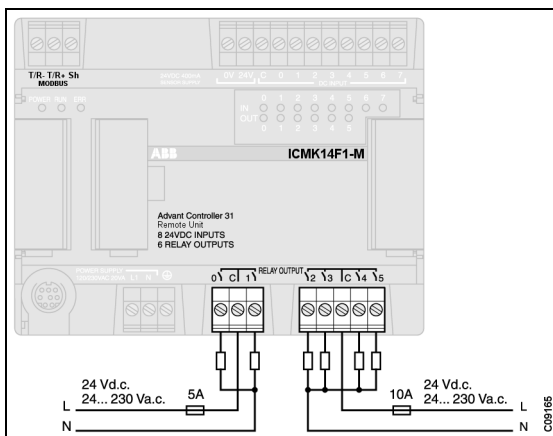 T/R- T/R+ Sh
MODBUS
24VDC 400mA
SENSOR SUPPLY
0V 24V C 0 1 2 3 4 5 6 7
DC INPUT
POWER RUN ERR
0 1 2 3 4 5 6 7
IN
OUT
0 1 2 3 4 5
ABB
ICMK14F1-M
Advant Controller 31
Remote Unit
8 24VDC INPUTS
6 RELAY OUTPUTS
POWER SUPPLY
L1 N
0 C 1 RELAY OUTPUT 2 3 C 4 5
24 Vd.c.
24... 230 Va.c.
5A
L
N
10A
24 Vd.c.
24... 230 Va.c.
L
N
C09165